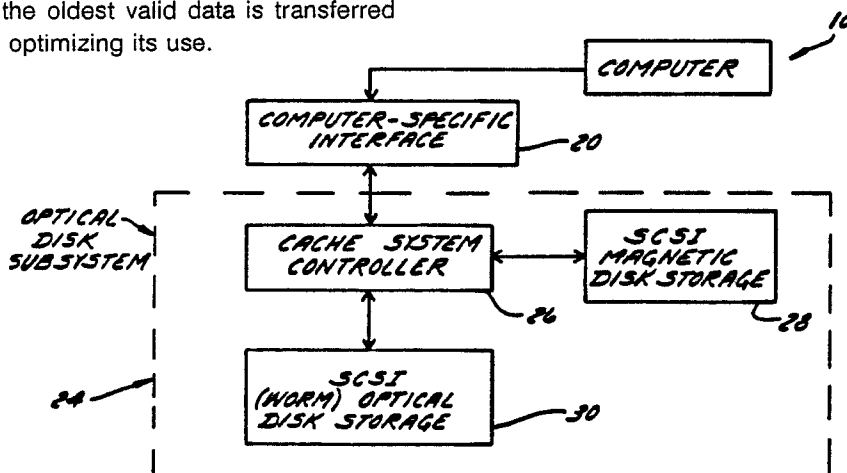 the oldest valid data is transferred
optimizing its use.
10
COMPUTER
COMPUTER-SPECIFIC
INTERFACE
20
OPTICAL
DISK
SUBSYSTEM
CACHE SYSTEM
CONTROLLER
26
SCSI
MAGNETIC
DISK STORAGE
28
24
SCSI
(WORM) OPTICAL
DISK STORAGE
30